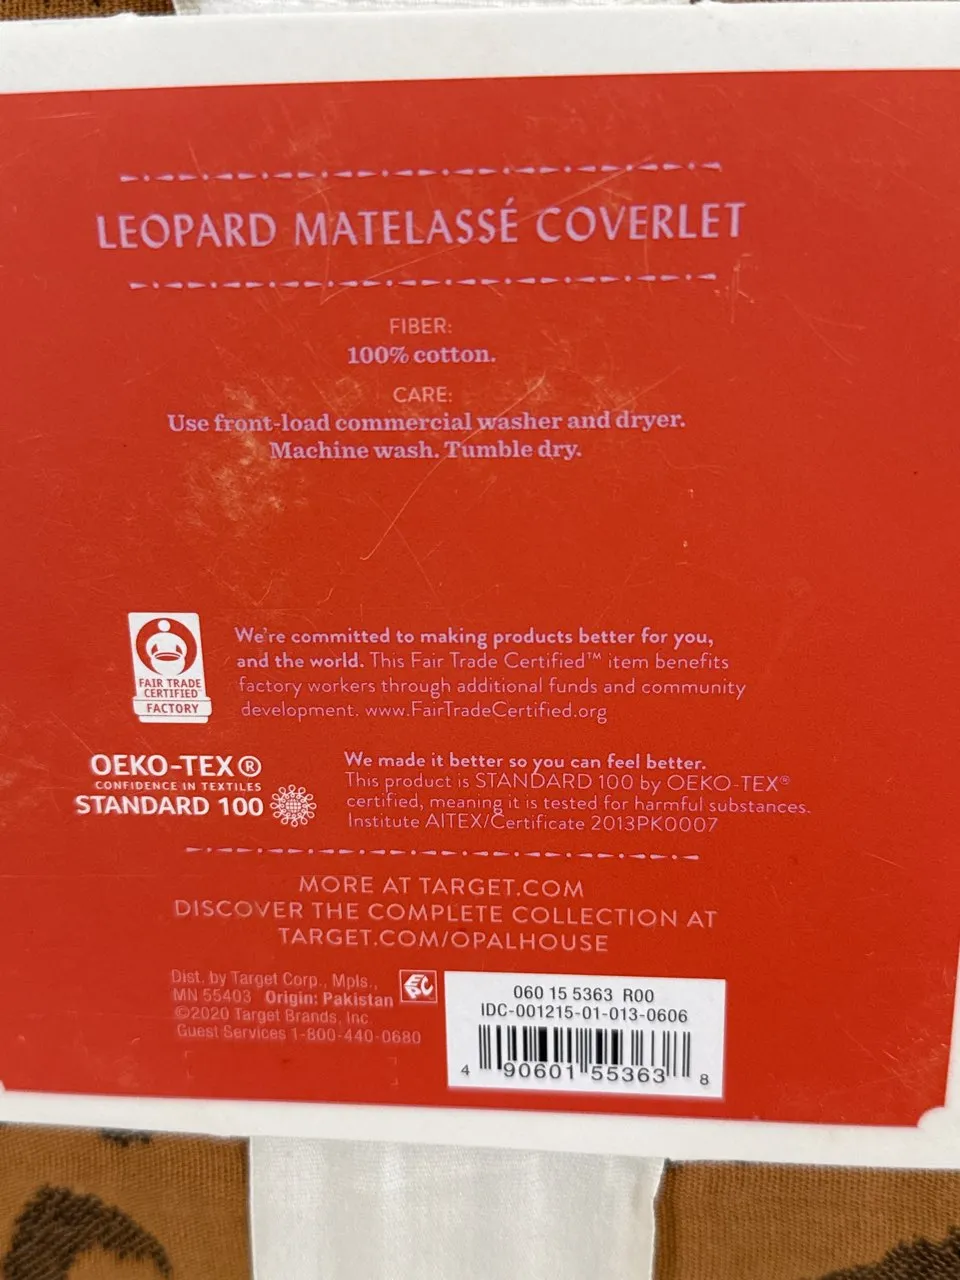 LEOPARD MATELASSÉ COVERLET
FIBER:
100% cotton.
CARE:
Use front-load commercial washer and dryer.
Machine wash. Tumble dry.
FAIR TRADE
CERTIFIED™
FACTORY
We're committed to making products better for you,
and the world. This Fair Trade Certified™ item benefits
factory workers through additional funds and community
development. www.FairTradeCertified.org
OEKO-TEX®
CONFIDENCE IN TEXTILES
STANDARD 100
We made it better so you can feel better.
This product is STANDARD 100 by OEKO-TEX®
certified, meaning it is tested for harmful substances.
Institute AITEX/Certificate 2013PK0007
MORE AT TARGET.COM
DISCOVER THE COMPLETE COLLECTION AT
TARGET.COM/OPALHOUSE
Dist. by Target Corp., Mpls.,
MN 55403 Origin: Pakistan
©2020 Target Brands, Inc.
Guest Services 1-800-440-0680
060 15 5363 R00
IDC-001215-01-013-0606
4 90601 55363 8